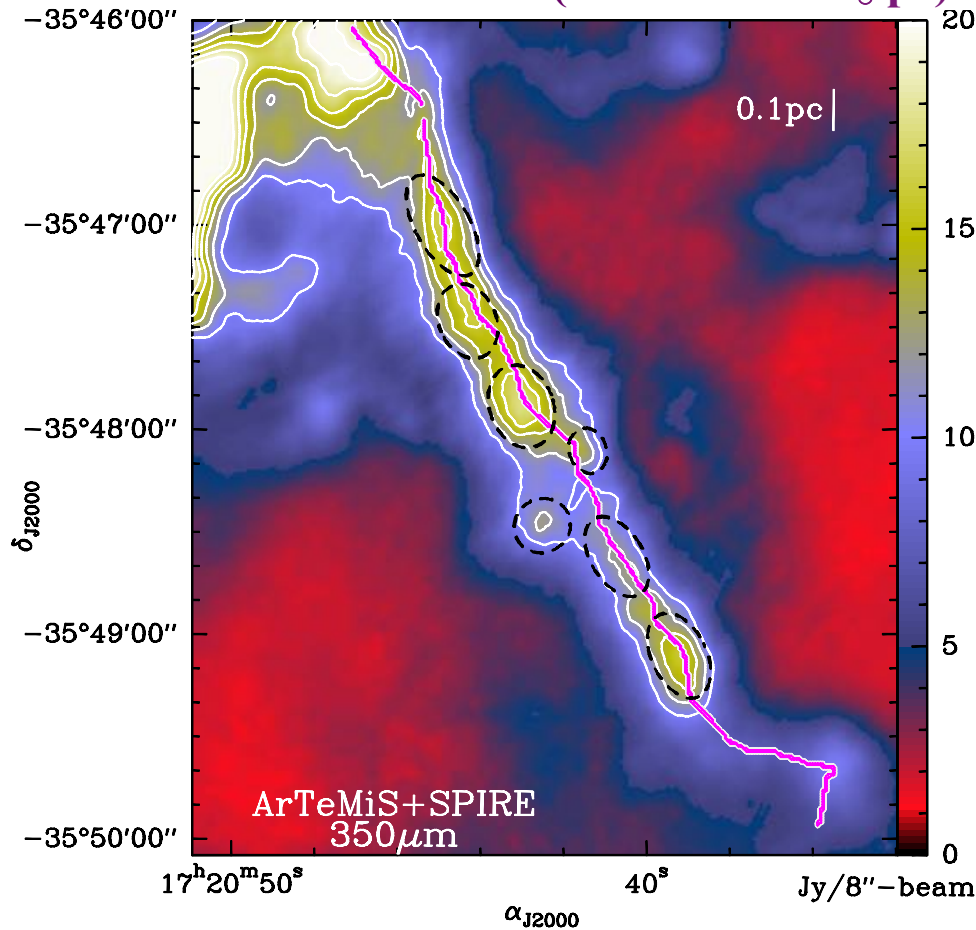 −35°46′00″
20
0.1pc
−35°47′00″
15
−35°48′00″
10
δJ2000
−35°49′00″
5
ArTeMiS+SPIRE
350μm
−35°50′00″
0
17h20m50s
40s
Jy/8″−beam
αJ2000